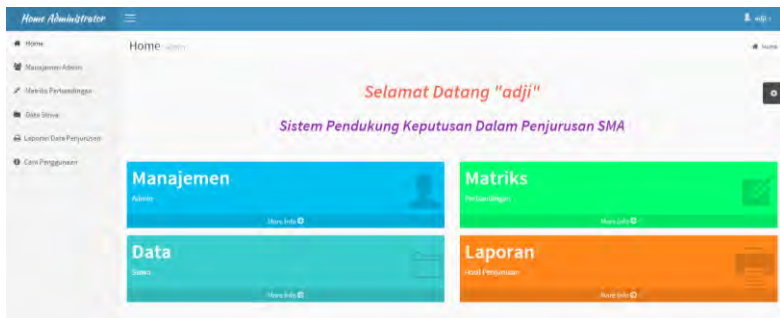 Home Administrator
adji
Home
Home
Home
Manajemen Admin
Matriks Perbandingan
Data Siswa
Laporan Data Penjurusan
Cara Penggunaan
Selamat Datang "adji"
Sistem Pendukung Keputusan Dalam Penjurusan SMA
Manajemen
Admin
More Info
Matriks
Perbandingan
More Info
Data
Siswa
More Info
Laporan
Hasil Penjurusan
More Info